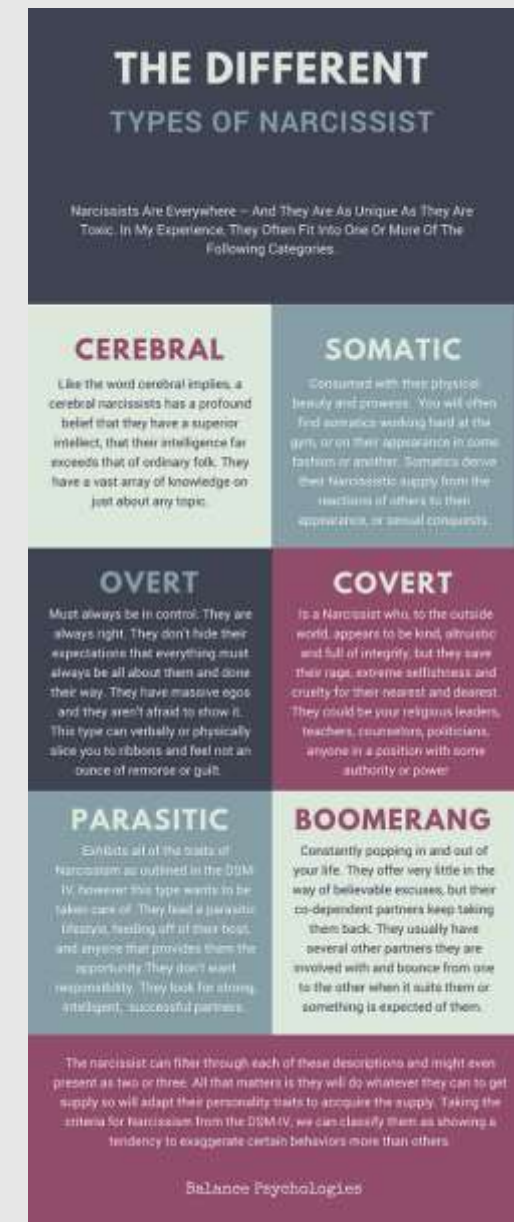 THE DIFFERENT
TYPES OF NARCISSIST
Narcissists Are Everywhere – And They Are As Unique As They Are
Toxic. In My Experience, They Often Fit Into One Or More Of The
Following Categories.
CEREBRAL
Like the word cerebral implies, a
cerebral narcissists has a profound
belief that they have a superior
intellect, that their intelligence far
exceeds that of ordinary folk. They
have a vast array of knowledge on
just about any topic.
SOMATIC
Consumed with their physical
beauty and prowess. You will often
find somatics working hard at the
gym, or on their appearance in some
fashion or another. Somatics derive
their Narcissistic supply from the
reactions of others to their
appearance, or sexual conquests.
OVERT
Must always be in control. They are
always right. They don't hide their
expectations that everything must
always be all about them and done
their way. They have massive egos
and they aren't afraid to show it.
This type can verbally or physically
slice you to ribbons and feel not an
ounce of remorse or guilt.
COVERT
Is a Narcissist who, to the outside
world, appears to be kind, altruistic
and full of integrity, but they save
their rage, extreme selfishness and
cruelty for their nearest and dearest.
They could be your religious leaders,
teachers, counselors, politicians,
anyone in a position with some
authority or power
PARASITIC
Exhibits all of the traits of
Narcissism as outlined in the DSM-
IV, however this type wants to be
taken care of. They lead a parasitic
lifestyle, feeding off of their host,
and anyone that provides them the
opportunity.They don't want
responsibility. They look for strong,
intelligent, successful partners.
BOOMERANG
Constantly popping in and out of
your life. They offer very little in the
way of believable excuses, but their
co-dependent partners keep taking
them back. They usually have
several other partners they are
involved with and bounce from one
to the other when it suits them or
something is expected of them.
The narcissist can filter through each of these descriptions and might even
present as two or three. All that matters is they will do whatever they can to get
supply so will adapt their personality traits to accquire the supply. Taking the
criteria for Narcissism from the DSM-IV, we can classify them as showing a
tendency to exaggerate certain behaviors more than others.
Balance Psychologies